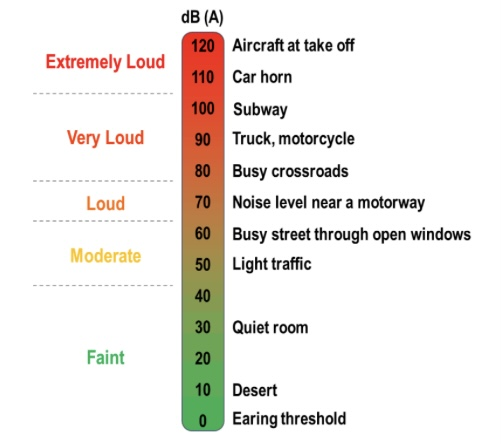 dB (A)
120 Aircraft at take off
Extremely Loud
110 Car horn
100 Subway
Very Loud
90 Truck, motorcycle
80 Busy crossroads
Loud
70 Noise level near a motorway
60 Busy street through open windows
Moderate
50 Light traffic
40
30 Quiet room
Faint
20
10 Desert
0 Earing threshold